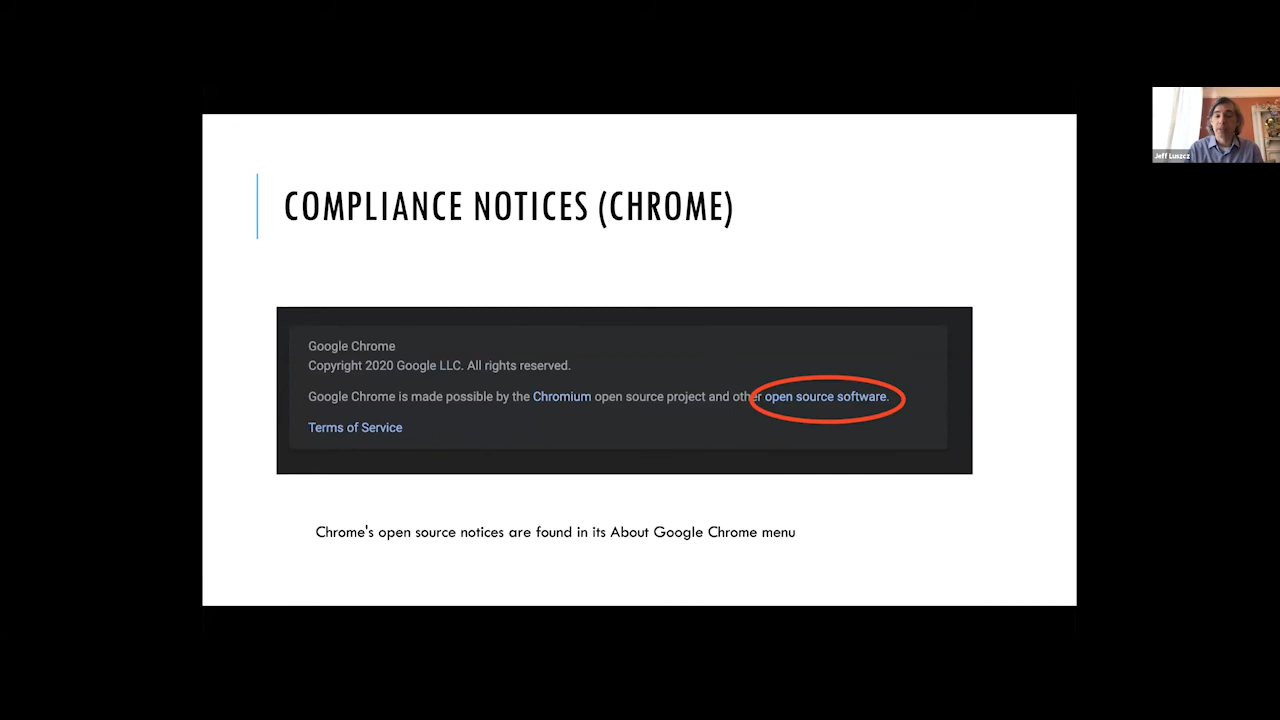 COMPLIANCE NOTICES (CHROME)
Google Chrome
Copyright 2020 Google LLC. All rights reserved.
Google Chrome is made possible by the Chromium open source project and other open source software.
Terms of Service
Chrome's open source notices are found in its About Google Chrome menu
Jeff Luszcz